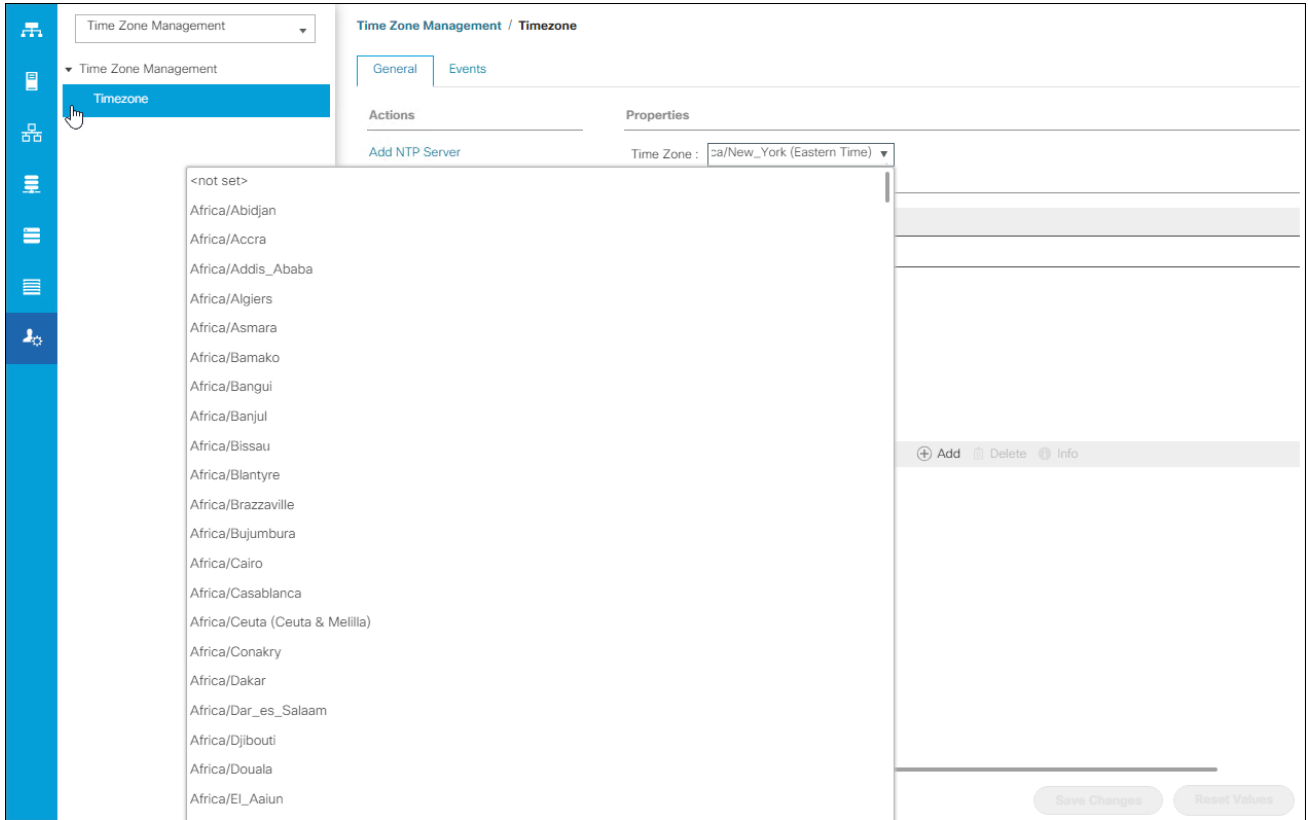 Time Zone Management
Time Zone Management / Timezone
Time Zone Management
General Events
Timezone
Actions Properties
Add NTP Server
Time Zone : ca/New_York (Eastern Time)
<not set>
Africa/Abidjan
Africa/Accra
Africa/Addis_Ababa
Africa/Algiers
Africa/Asmara
Africa/Bamako
Africa/Bangui
Africa/Banjul
Africa/Bissau
Add Delete Info
Africa/Blantyre
Africa/Brazzaville
Africa/Bujumbura
Africa/Cairo
Africa/Casablanca
Africa/Ceuta (Ceuta & Melilla)
Africa/Conakry
Africa/Dakar
Africa/Dar_es_Salaam
Africa/Djibouti
Africa/Douala
Africa/El_Aaiun
Save Changes Reset Values